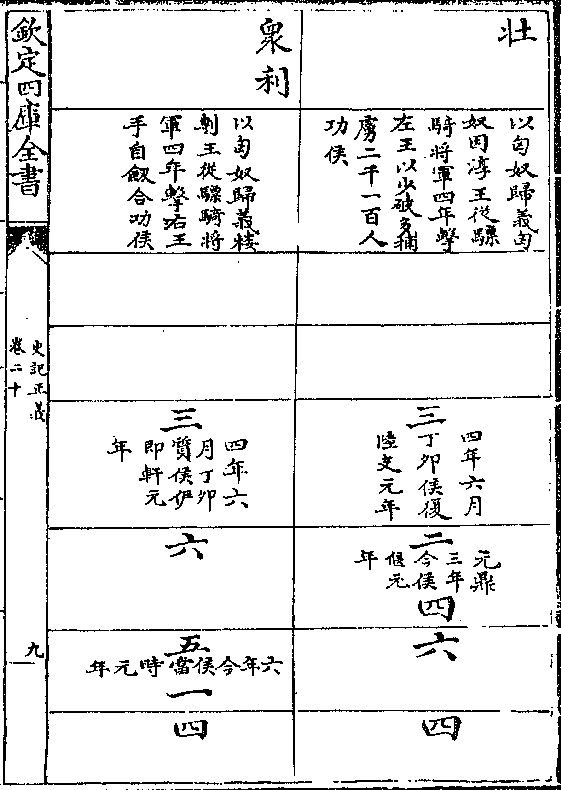 壯
以匈奴歸義匈
奴因淳王從驃
騎將軍四年擊
左王以少破多捕
虜二千一百人
功侯
三
四年六月
丁卯侯復
陸支元年
二
元鼎
三年
今侯
偃元
年
四
六
四
衆利
以匈奴歸義樓
剸王從驃騎將
軍四年擊右王
手自劔合功侯
三
四年六
月丁卯
質侯伊
即軒元
年
六
五
六年今侯當時元年
一
四
欽定四庫全書
史記正義
卷二十
九